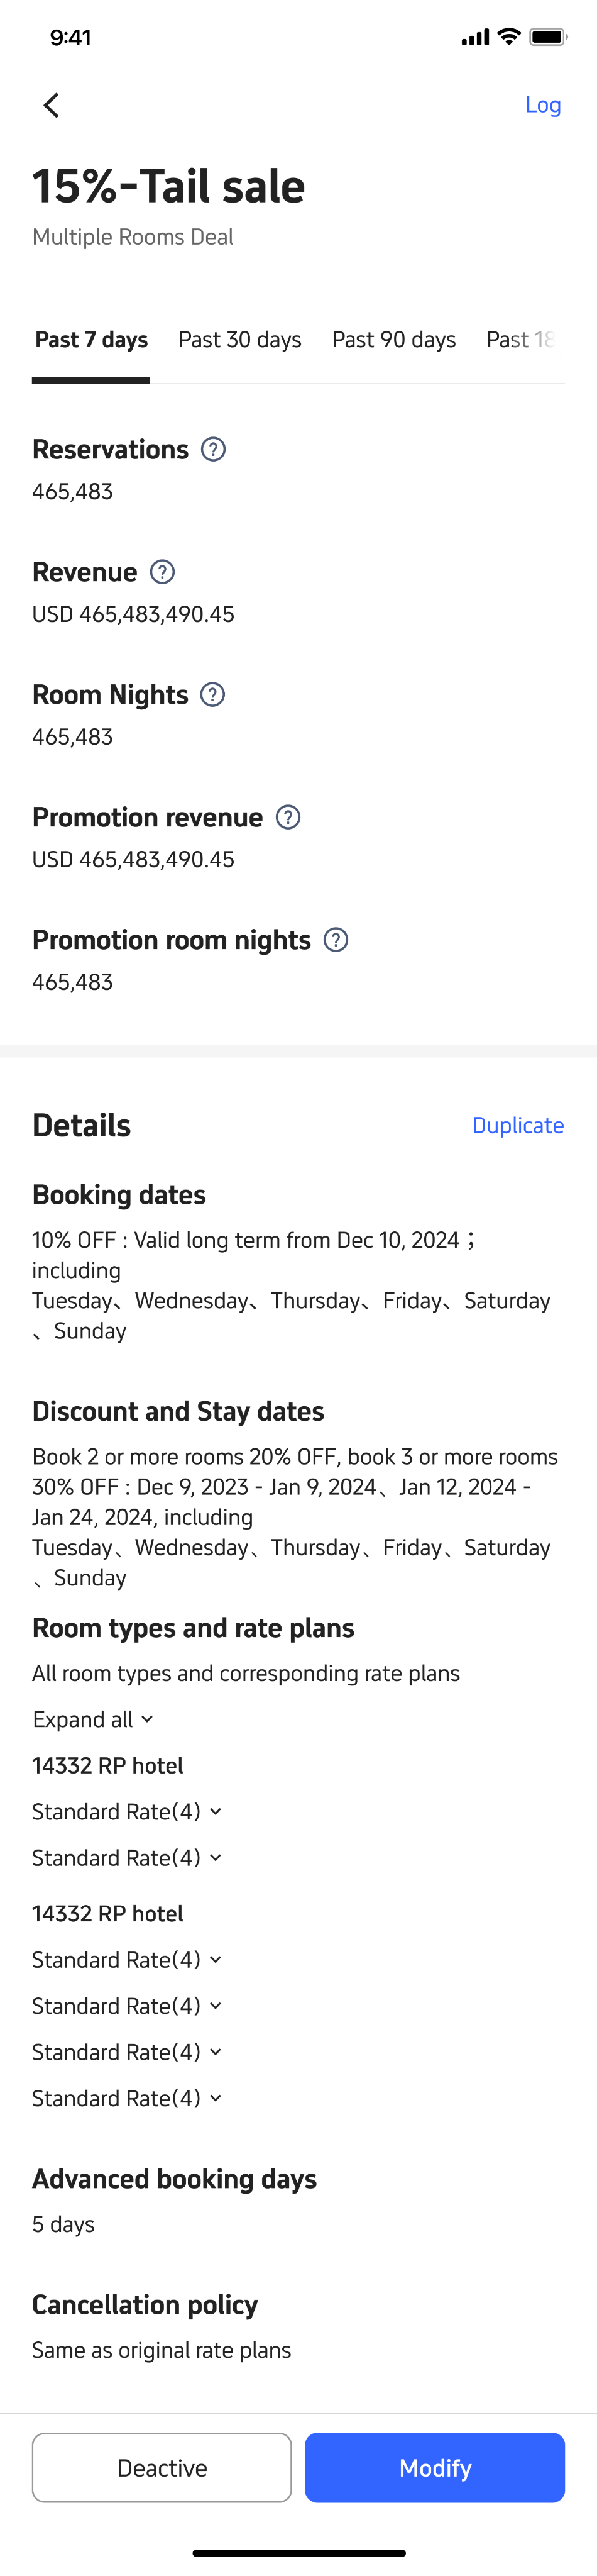 9:41
Log
15%-Tail sale
Multiple Rooms Deal
Past 7 days Past 30 days Past 90 days Past 18
Reservations ?
465,483
Revenue ?
USD 465,483,490.45
Room Nights ?
465,483
Promotion revenue ?
USD 465,483,490.45
Promotion room nights ?
465,483
Details Duplicate
Booking dates
10% OFF : Valid long term from Dec 10, 2024；
including
Tuesday、Wednesday、Thursday、Friday、Saturday
、Sunday
Discount and Stay dates
Book 2 or more rooms 20% OFF, book 3 or more rooms
30% OFF : Dec 9, 2023 - Jan 9, 2024、Jan 12, 2024 -
Jan 24, 2024, including
Tuesday、Wednesday、Thursday、Friday、Saturday
、Sunday
Room types and rate plans
All room types and corresponding rate plans
Expand all
14332 RP hotel
Standard Rate(4)
Standard Rate(4)
14332 RP hotel
Standard Rate(4)
Standard Rate(4)
Standard Rate(4)
Standard Rate(4)
Advanced booking days
5 days
Cancellation policy
Same as original rate plans
Deactive Modify